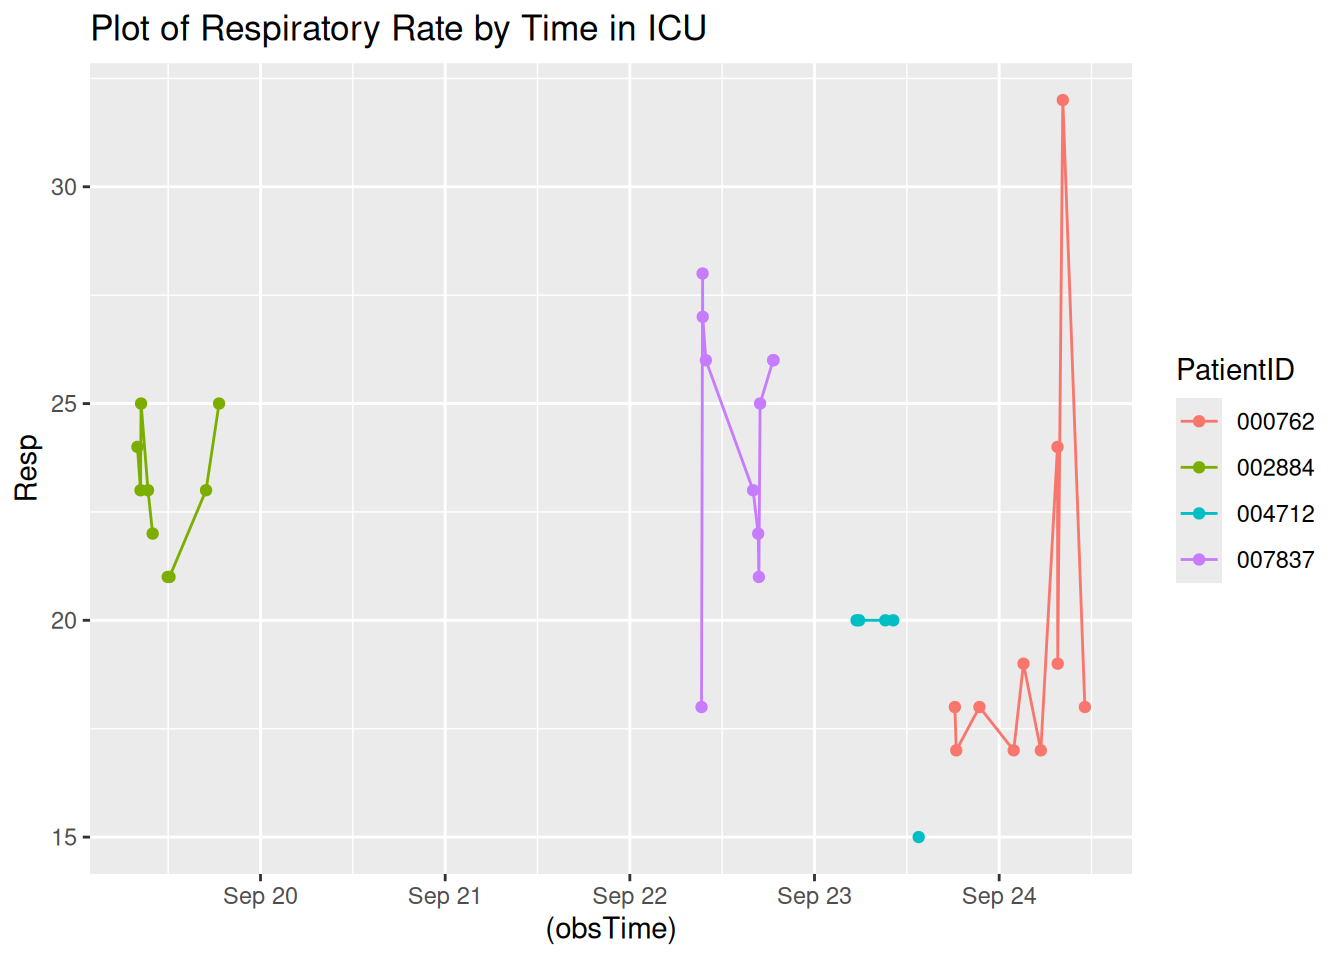 Plot of Respiratory Rate by Time in ICU
Resp
30
25
20
15
Sep 20 Sep 21 Sep 22 Sep 23 Sep 24
(obsTime)
PatientID
000762
002884
004712
007837